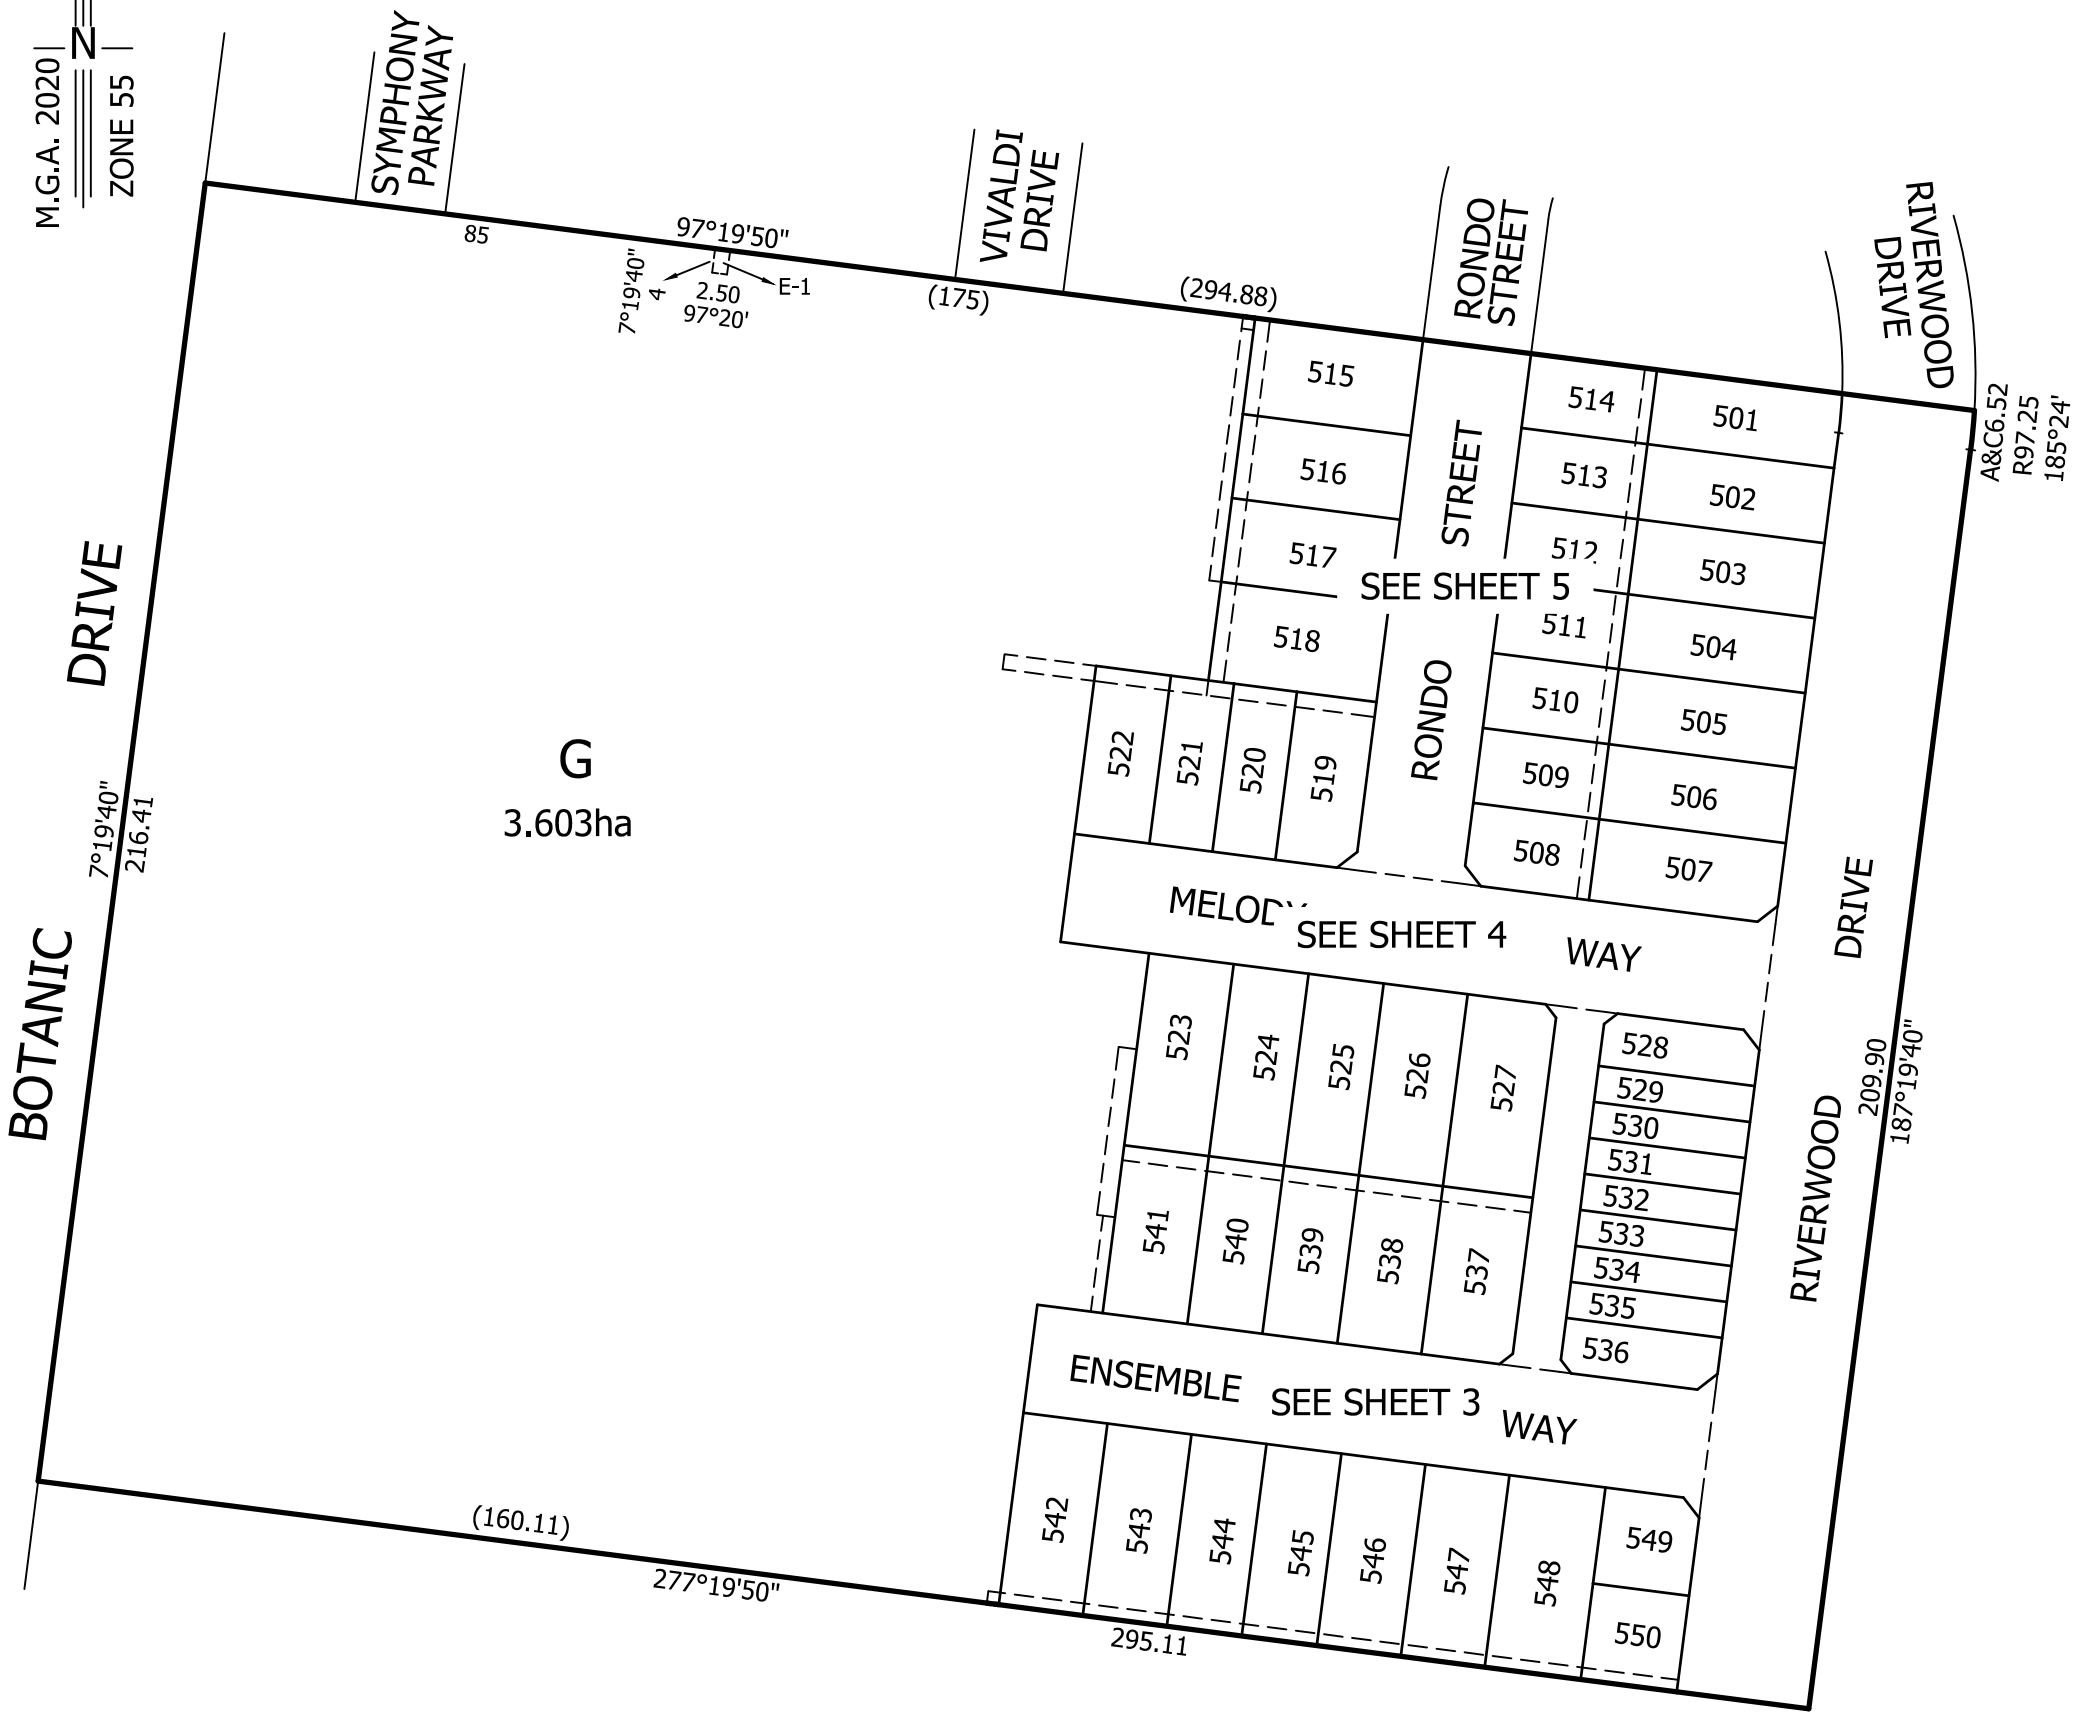 M.G.A. 2020
N
ZONE 55
SYMPHONY
PARKWAY
VIVALDI
DRIVE
RONDO
STREET
RIVERWOOD
DRIVE
85
97°19'50"
7°19'40"
4
2.50
97°20'
E-1
(175)
(294.88)
A&C6.52
R97.25
185°24'
515
516
517
518
514
513
512
511
510
509
508
501
502
503
504
505
506
507
STREET
SEE SHEET 5
RONDO
DRIVE
BOTANIC
7°19'40"
216.41
G
3.603ha
522
521
520
519
MELODY
SEE SHEET 4
WAY
DRIVE
RIVERWOOD
209.90
187°19'40"
523
524
525
526
527
528
529
530
531
532
533
534
535
536
541
540
539
538
537
ENSEMBLE
SEE SHEET 3
WAY
542
543
544
545
546
547
548
549
550
(160.11)
277°19'50"
295.11